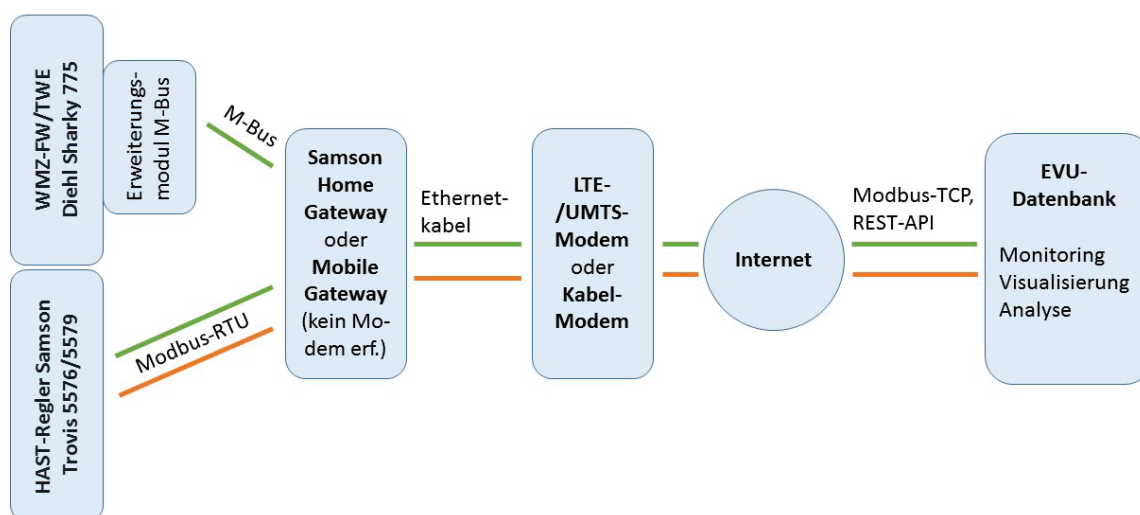 WMZ-FW/TWE
Diehl Sharky 775
Erweiterungs-
modul M-Bus
M-Bus
HAST-Regler Samson
Trovis 5576/5579
Modbus-RTU
Samson
Home
Gateway
oder
Mobile
Gateway
(kein Mo-
dem erf.)
Ethernet-
kabel
LTE-
/UMTS-
Modem
oder
Kabel-
Modem
Internet
Modbus-TCP,
REST-API
EVU-
Datenbank
Monitoring
Visualisierung
Analyse